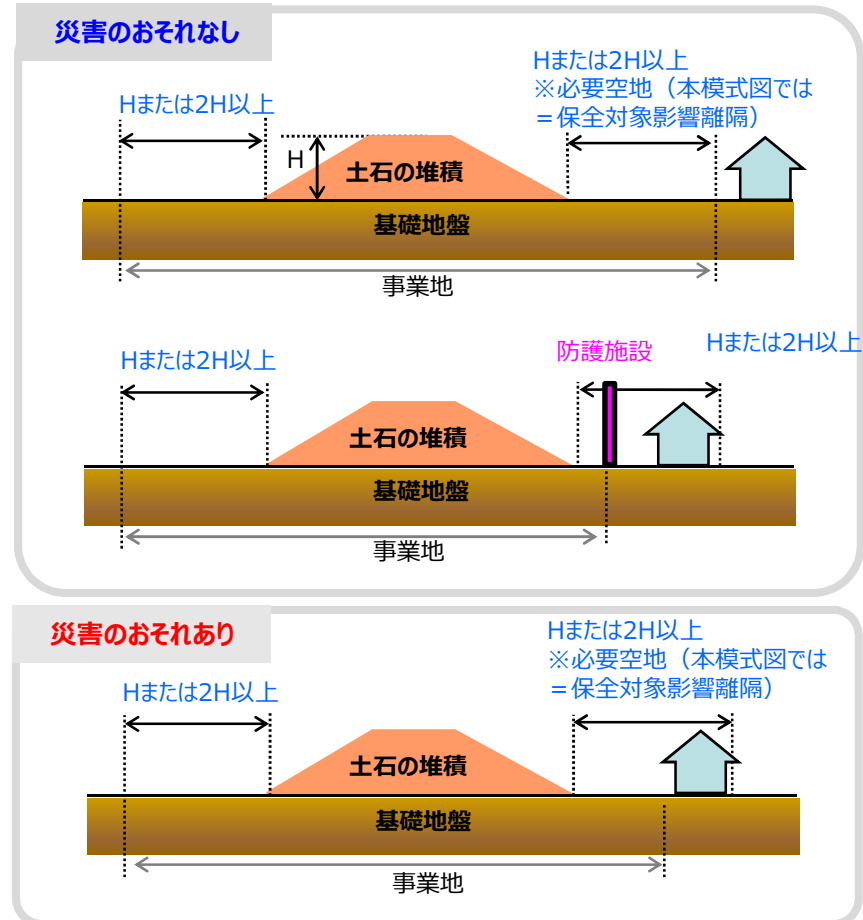 災害のおそれなし
Hまたは2H以上
※必要空地（本模式図では
＝保全対象影響離隔）
Hまたは2H以上
H
土石の堆積
基礎地盤
事業地
Hまたは2H以上
防護施設
Hまたは2H以上
土石の堆積
基礎地盤
事業地
災害のおそれあり
Hまたは2H以上
※必要空地（本模式図では
＝保全対象影響離隔）
Hまたは2H以上
土石の堆積
基礎地盤
事業地